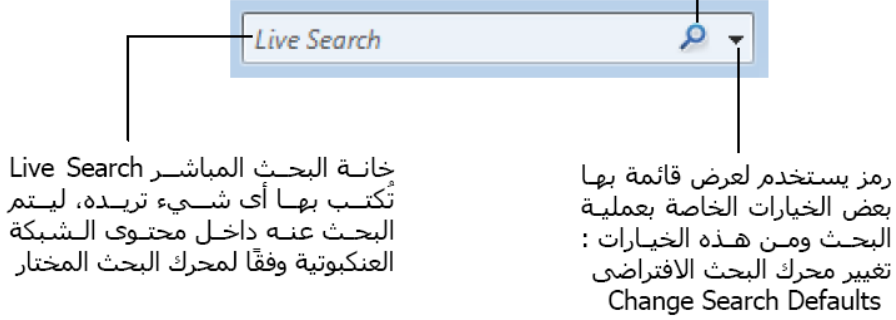 Live Search
رمز يستخدم لعرض قائمة بها
بعض الخيارات الخاصة بعملية
البحث ومن هذه الخيارات :
تغيير محرك البحث الافتراضى
Change Search Defaults
خانة البحث المباشر Live Search
تُكتب بها أى شيء تريده، ليتم
البحث عنه داخل محتوى الشبكة
العنكبوتية وفقًا لمحرك البحث المختار